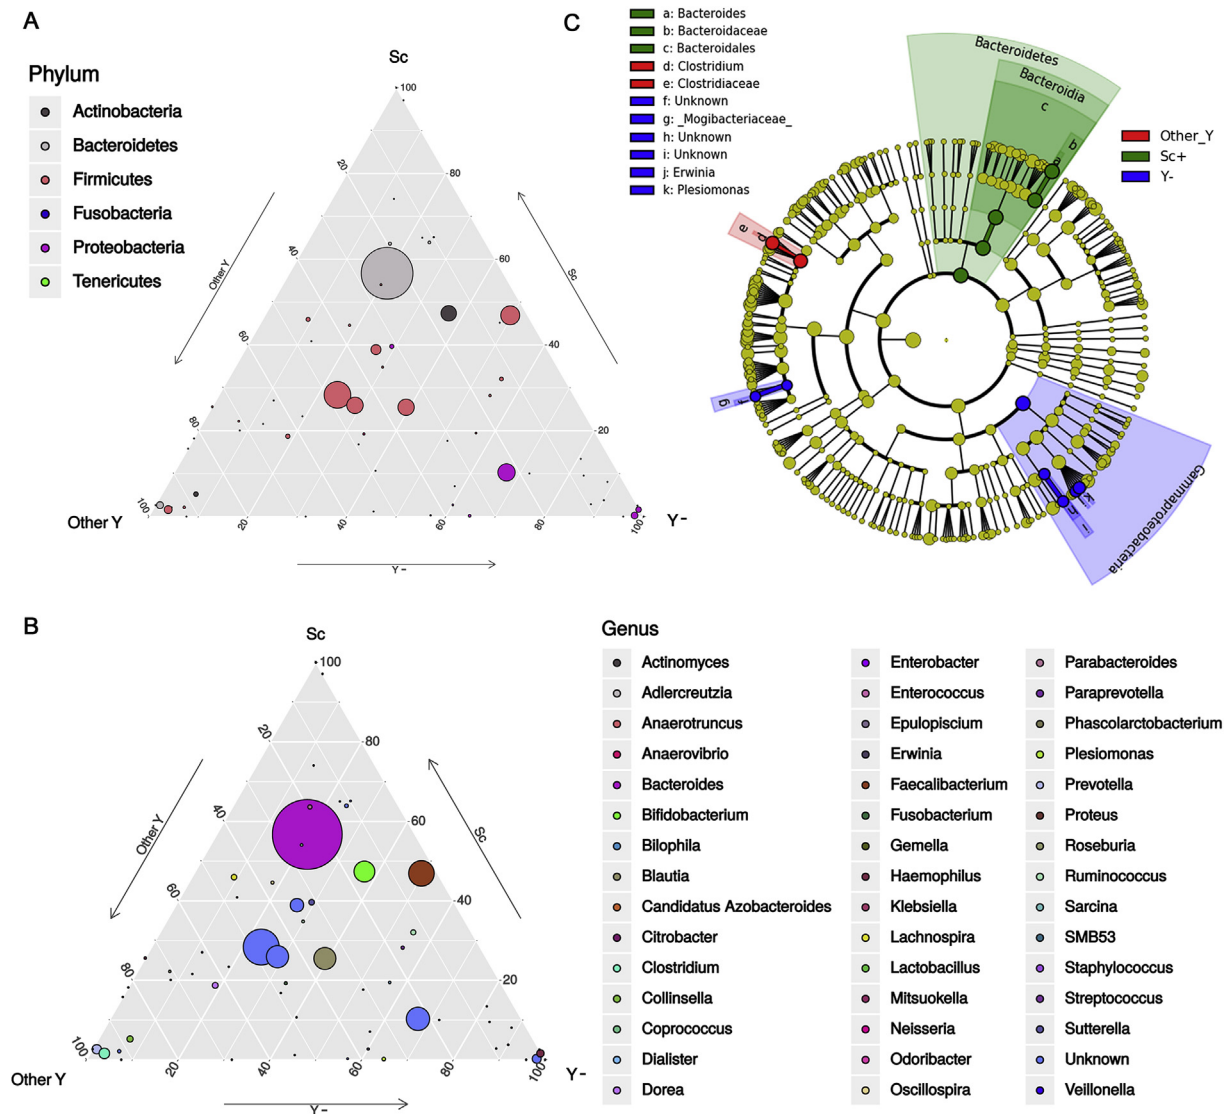 A
Sc
100
Phylum
Actinobacteria
Bacteroidetes
Firmicutes
Fusobacteria
Proteobacteria
Tenericutes
20
80
40
60
60
40
80
20
100
Other Y
20
40
60
80
100
Y -
Other Y
Sc
Y -
C
a: Bacteroides
b: Bacteroidaceae
c: Bacteroidales
d: Clostridium
e: Clostridiaceae
f: Unknown
g: _Mogibacteriaceae_
h: Unknown
i: Unknown
j: Erwinia
k: Plesiomonas
Bacteroidetes
Bacteroidia
c
b
a
Other_Y
Sc+
Y-
e
d
g
f
k
h
i
Gammaproteobacteria
B
Sc
100
20
80
40
60
60
40
80
20
100
Other Y
20
40
60
80
100
Y -
Other Y
Sc
Y -
Genus
Actinomyces
Adlercreutzia
Anaerotruncus
Anaerovibrio
Bacteroides
Bifidobacterium
Bilophila
Blautia
Candidatus Azobacteroides
Citrobacter
Clostridium
Collinsella
Coprococcus
Dialister
Dorea
Enterobacter
Enterococcus
Epulopiscium
Erwinia
Faecalibacterium
Fusobacterium
Gemella
Haemophilus
Klebsiella
Lachnospira
Lactobacillus
Mitsuokella
Neisseria
Odoribacter
Oscillospira
Parabacteroides
Paraprevotella
Phascolarctobacterium
Plesiomonas
Prevotella
Proteus
Roseburia
Ruminococcus
Sarcina
SMB53
Staphylococcus
Streptococcus
Sutterella
Unknown
Veillonella